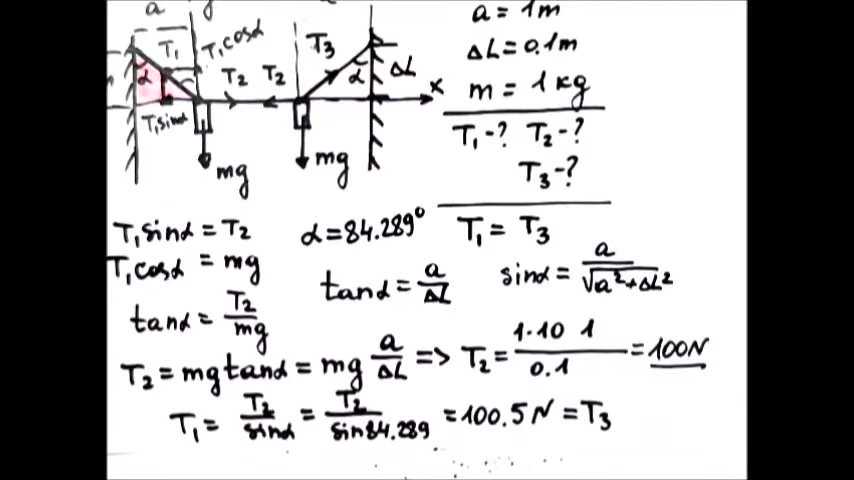 a
a = 1m
T₁
T₁cosα
T₃
ΔL = 0.1m
α
T₂
T₂
α
ΔL
x
m = 1 kg
T₁sinα
T₁-? T₂-?
mg
mg
T₃-?
T₁sinα = T₂
α = 84.289°
T₁ = T₃
T₁cosα = mg
tanα = a/ΔL
sinα = a/√a²+ΔL²
tanα = T₂/mg
T₂ = mg tanα = mg a/ΔL => T₂ = 1·10 1/0.1 = 100N
T₁ = T₂/sinα = T₂/sin84.289 = 100.5N = T₃